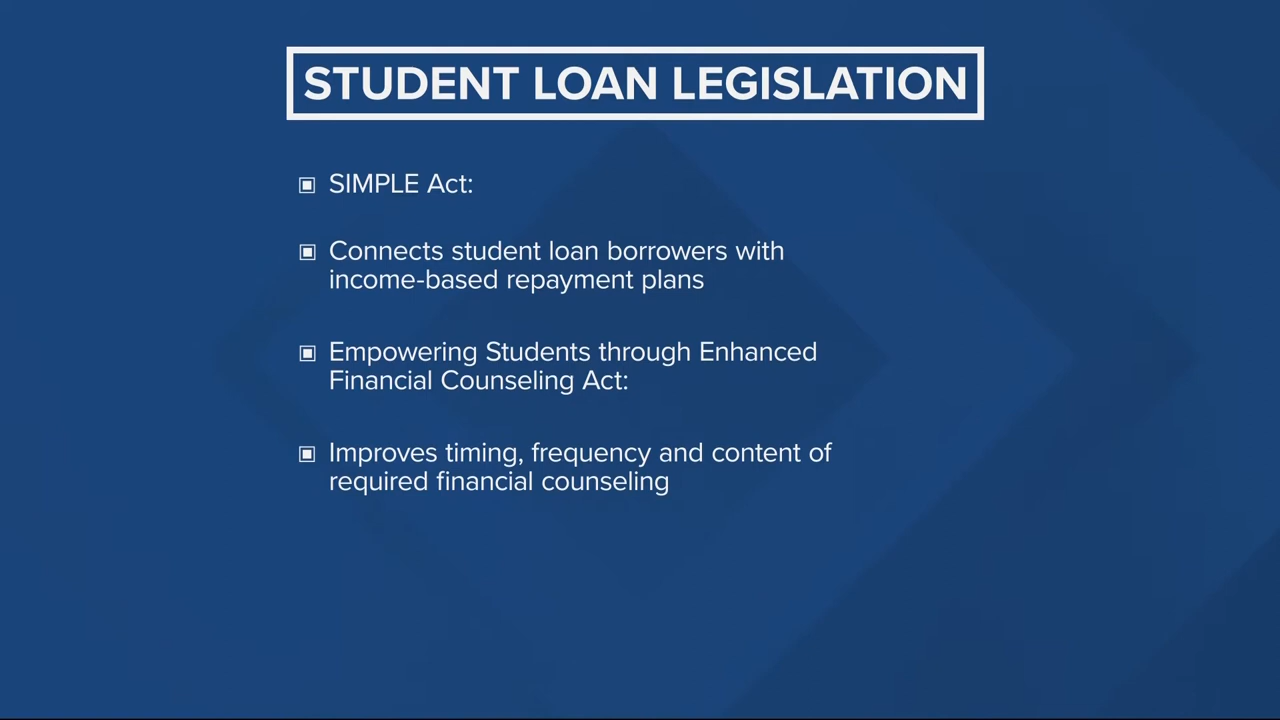 STUDENT LOAN LEGISLATION
SIMPLE Act:
Connects student loan borrowers with
income-based repayment plans
Empowering Students through Enhanced
Financial Counseling Act:
Improves timing, frequency and content of
required financial counseling